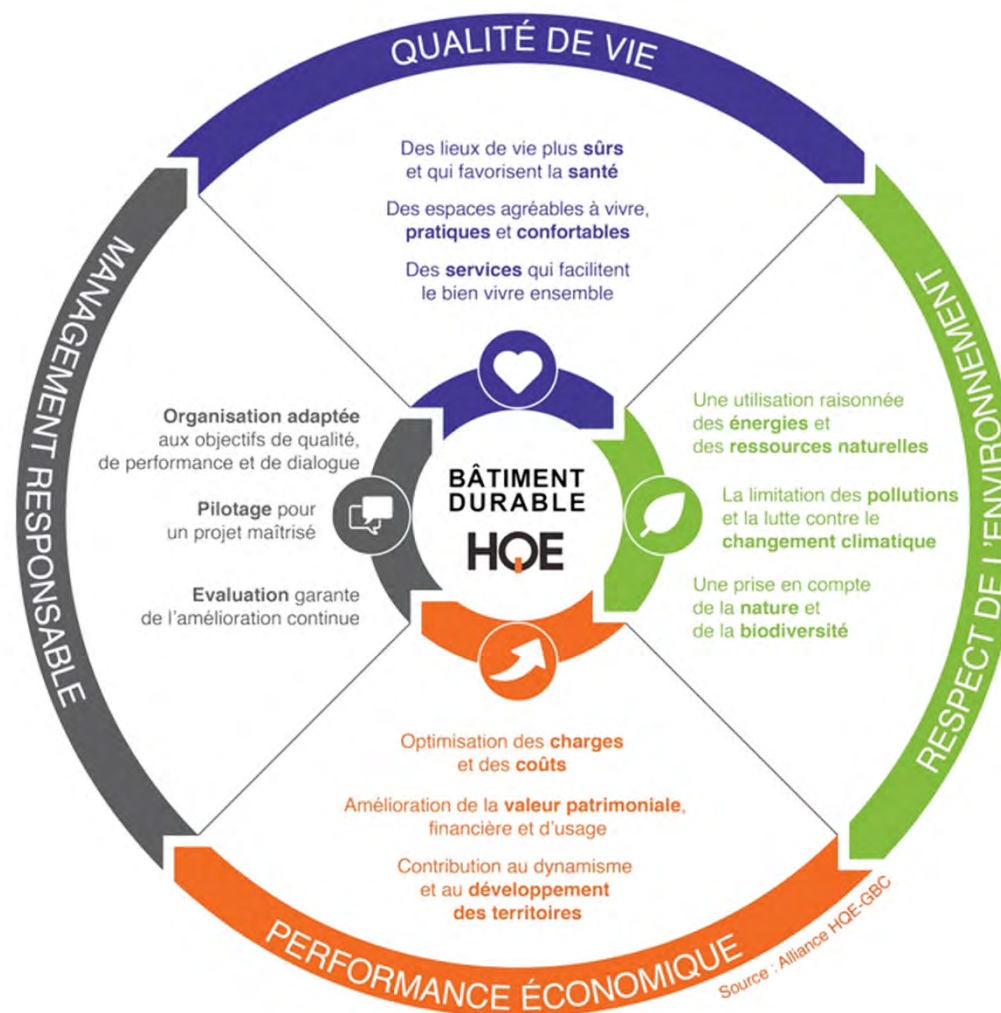 QUALITÉ DE VIE
Des lieux de vie plus sûrs
et qui favorisent la santé
Des espaces agréables à vivre,
pratiques et confortables
Des services qui facilitent
le bien vivre ensemble
RESPECT DE L'ENVIRONNEMENT
Une utilisation raisonnée
des énergies et
des ressources naturelles
La limitation des pollutions
et la lutte contre le
changement climatique
Une prise en compte
de la nature et
de la biodiversité
PERFORMANCE ÉCONOMIQUE
Optimisation des charges
et des coûts
Amélioration de la valeur patrimoniale,
financière et d'usage
Contribution au dynamisme
et au développement
des territoires
MANAGEMENT RESPONSABLE
Organisation adaptée
aux objectifs de qualité,
de performance et de dialogue
Pilotage pour
un projet maîtrisé
Evaluation garante
de l'amélioration continue
BÂTIMENT
DURABLE
HQE
Source : Alliance HQE-GBC